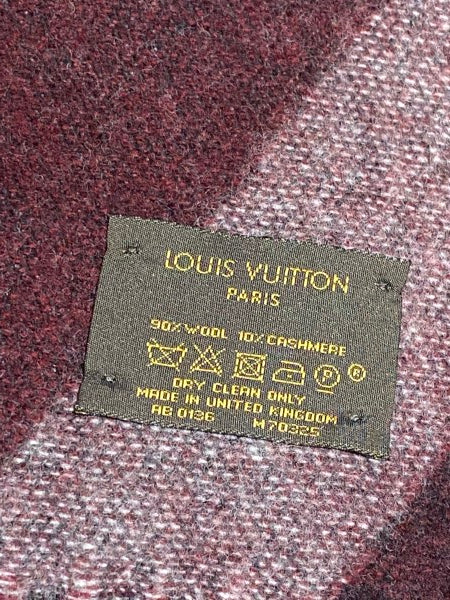 LOUIS VUITTON
PARIS
90% WOOL 10% CASHMERE
P ®
DRY CLEAN ONLY
MADE IN UNITED KINGDOM
AB 0136 M70325